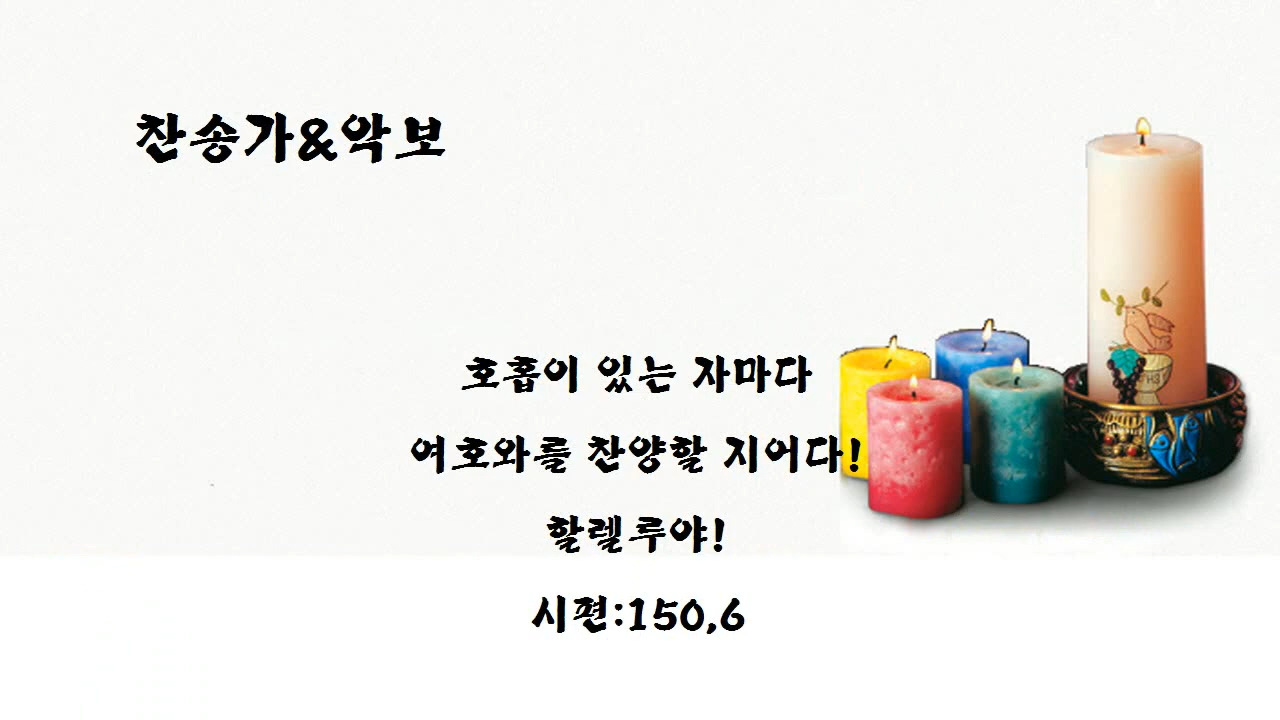 찬송가&악보
호흡이 있는 자마다
여호와를 찬양할 지어다!
할렐루야!
시편:150,6